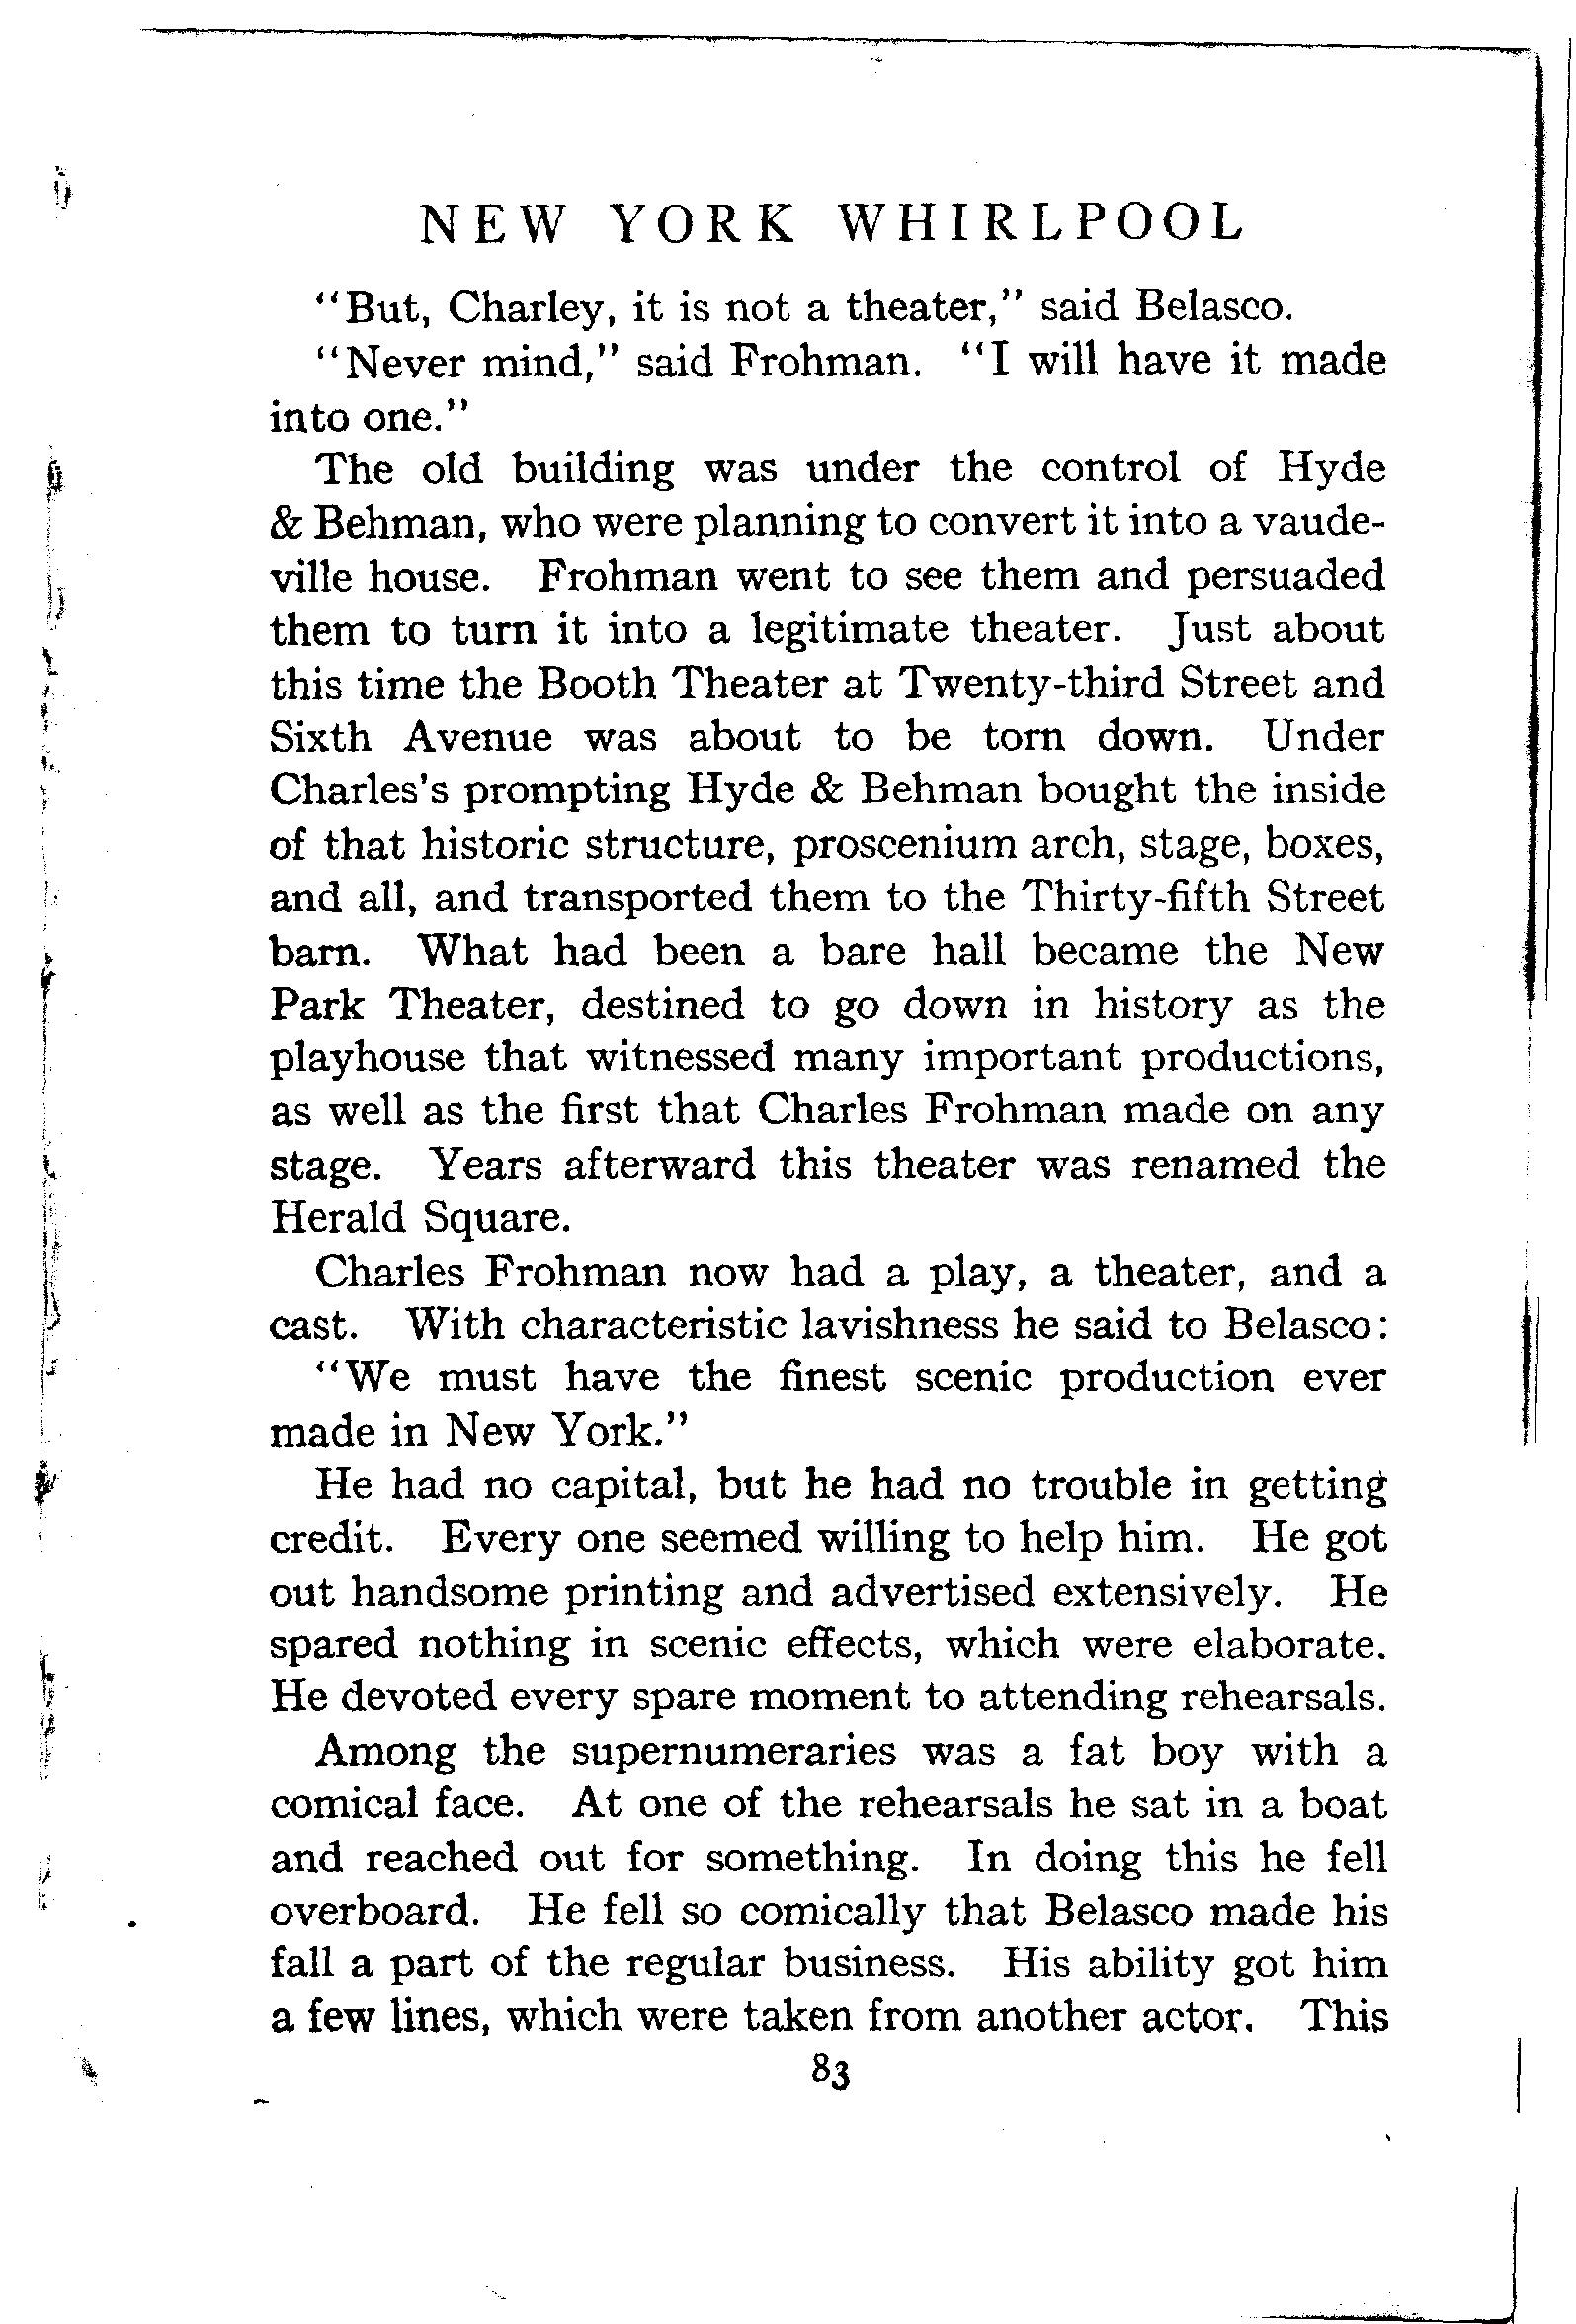 NEW YORK WHIRLPOOL
"But, Charley, it is not a theater," said Belasco.
"Never mind," said Frohman. "I will have it made
into one."
The old building was under the control of Hyde
& Behman, who were planning to convert it into a vaude-
ville house. Frohman went to see them and persuaded
them to turn it into a legitimate theater. Just about
this time the Booth Theater at Twenty-third Street and
Sixth Avenue was about to be torn down. Under
Charles's prompting Hyde & Behman bought the inside
of that historic structure, proscenium arch, stage, boxes,
and all, and transported them to the Thirty-fifth Street
barn. What had been a bare hall became the New
Park Theater, destined to go down in history as the
playhouse that witnessed many important productions,
as well as the first that Charles Frohman made on any
stage. Years afterward this theater was renamed the
Herald Square.
Charles Frohman now had a play, a theater, and a
cast. With characteristic lavishness he said to Belasco:
"We must have the finest scenic production ever
made in New York."
He had no capital, but he had no trouble in getting
credit. Every one seemed willing to help him. He got
out handsome printing and advertised extensively. He
spared nothing in scenic effects, which were elaborate.
He devoted every spare moment to attending rehearsals.
Among the supernumeraries was a fat boy with a
comical face. At one of the rehearsals he sat in a boat
and reached out for something. In doing this he fell
overboard. He fell so comically that Belasco made his
fall a part of the regular business. His ability got him
a few lines, which were taken from another actor. This
83